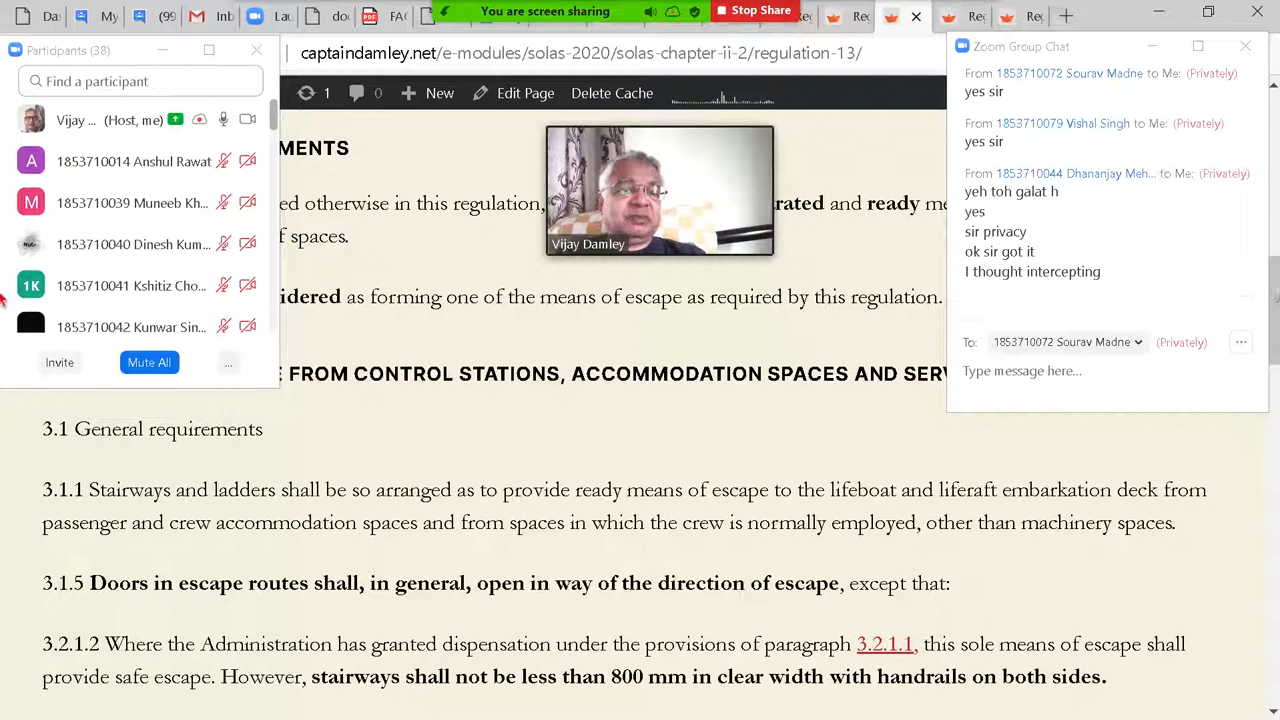 Da
My
(99
Inb
La
do
PDF
FAC
You are screen sharing
Stop Share
Re
Reg
Re
captaindamley.net/e-modules/solas-2020/solas-chapter-ii-2/regulation-13/
1
0
New
Edit Page
Delete Cache
Participants (38)
Find a participant
Vijay ... (Host, me)
A 1853710014 Anshul Rawat
M 1853710039 Muneeb Kh...
1853710040 Dinesh Kum...
1K 1853710041 Kshitiz Cho...
1853710042 Kunwar Sin...
Invite
Mute All
...
Zoom Group Chat
From 1853710072 Sourav Madne to Me: (Privately)
yes sir
From 1853710079 Vishal Singh to Me: (Privately)
yes sir
From 1853710044 Dhananjay Meh... to Me: (Privately)
yeh toh galat h
yes
sir privacy
ok sir got it
I thought intercepting
To: 1853710072 Sourav Madne (Privately)
...
Type message here...
Vijay Damley
MENTS
ed otherwise in this regulation,
rated and ready me
f spaces.
idered as forming one of the means of escape as required by this regulation.
E FROM CONTROL STATIONS, ACCOMMODATION SPACES AND SERV
3.1 General requirements
3.1.1 Stairways and ladders shall be so arranged as to provide ready means of escape to the lifeboat and liferaft embarkation deck from
passenger and crew accommodation spaces and from spaces in which the crew is normally employed, other than machinery spaces.
3.1.5 Doors in escape routes shall, in general, open in way of the direction of escape, except that:
3.2.1.2 Where the Administration has granted dispensation under the provisions of paragraph 3.2.1.1, this sole means of escape shall
provide safe escape. However, stairways shall not be less than 800 mm in clear width with handrails on both sides.